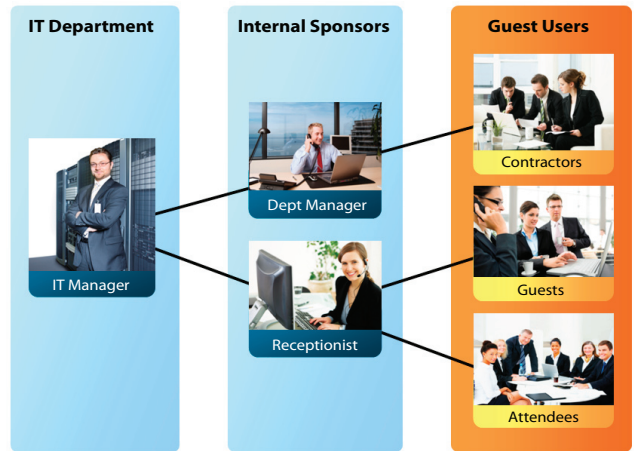 IT Department
IT Manager
Internal Sponsors
Dept Manager
Receptionist
Guest Users
Contractors
Guests
Attendees